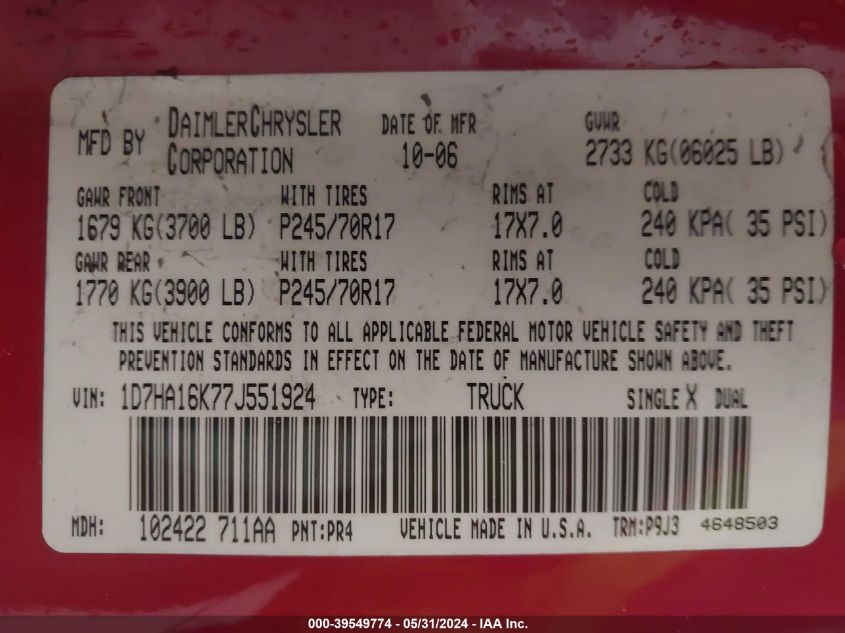 MFD BY DAIMLERCHRYSLER CORPORATION DATE OF MFR 10-06 GVWR 2733 KG(06025 LB)
GAWR FRONT WITH TIRES RIMS AT COLD
1679 KG(3700 LB) P245/70R17 17X7.0 240 KPA( 35 PSI)
GAWR REAR WITH TIRES RIMS AT COLD
1770 KG(3900 LB) P245/70R17 17X7.0 240 KPA( 35 PSI)
THIS VEHICLE CONFORMS TO ALL APPLICABLE FEDERAL MOTOR VEHICLE SAFETY AND THEFT
PREVENTION STANDARDS IN EFFECT ON THE DATE OF MANUFACTURE SHOWN ABOVE.
VIN: 1D7HA16K77J551924 TYPE: TRUCK SINGLE X DUAL
MDH: 102422 711AA PNT:PR4 VEHICLE MADE IN U.S.A. TRM:P9J3 4648503
000-39549774 - 05/31/2024 - IAA Inc.